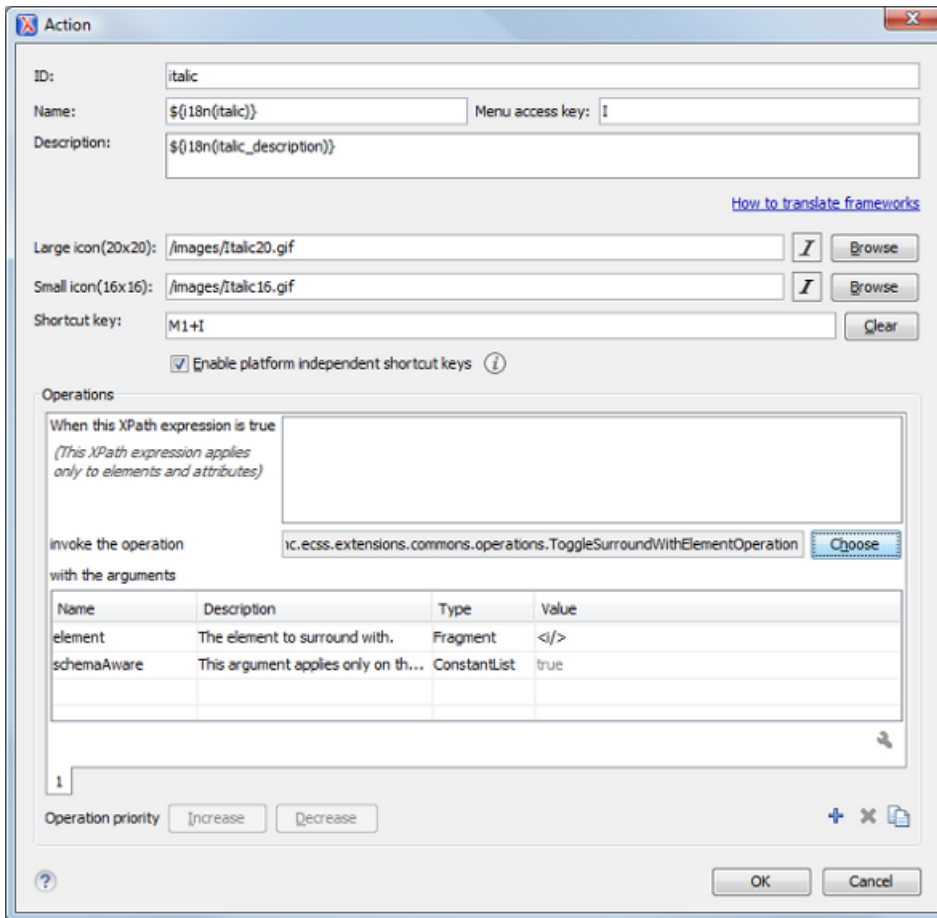 Action
ID: italic
Name: ${i18n(italic)} Menu access key: I
Description: ${i18n(italic_description)}
How to translate frameworks
Large icon(20x20): /images/Italic20.gif I Browse
Small icon(16x16): /images/Italic16.gif I Browse
Shortcut key: M1+I Clear
Enable platform independent shortcut keys i
Operations
When this XPath expression is true
(This XPath expression applies
only to elements and attributes)
invoke the operation nc.ecss.extensions.commons.operations.ToggleSurroundWithElementOperation Choose
with the arguments
Name Description Type Value
element The element to surround with. Fragment <i/>
schemaAware This argument applies only on th... ConstantList true
1
Operation priority Increase Decrease
? OK Cancel